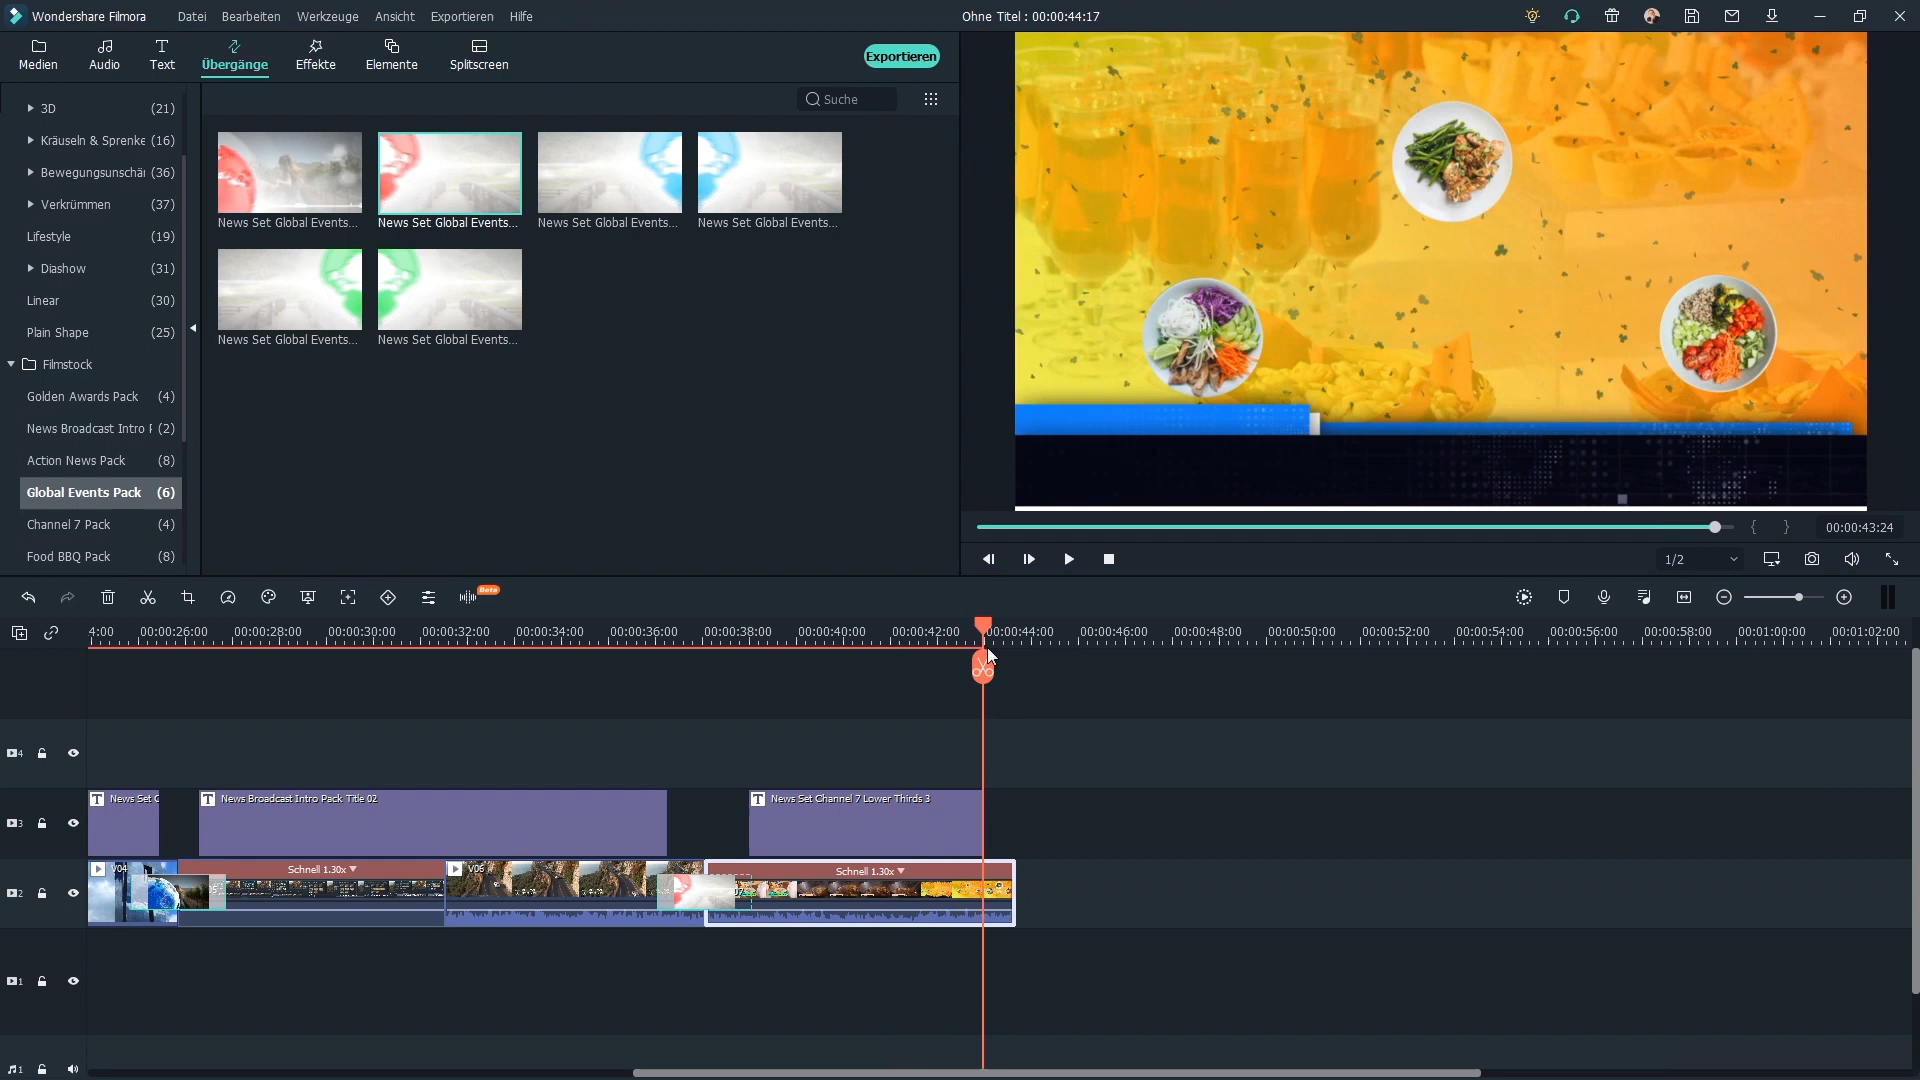 Wondershare Filmora
Datei
Bearbeiten
Werkzeuge
Ansicht
Exportieren
Hilfe
Ohne Titel : 00:00:44:17
Medien
Audio
Text
Übergänge
Effekte
Elemente
Splitscreen
Exportieren
Suche
3D (21)
Kräuseln & Sprenke (16)
Bewegungsunschär (36)
Verkrümmen (37)
Lifestyle (19)
Diashow (31)
Linear (30)
Plain Shape (25)
Filmstock
Golden Awards Pack (4)
News Broadcast Intro F (2)
Action News Pack (8)
Global Events Pack (6)
Channel 7 Pack (4)
Food BBQ Pack (8)
News Set Global Events...
News Set Global Events...
News Set Global Events...
News Set Global Events...
News Set Global Events...
News Set Global Events...
{ }
00:00:43:24
1/2
Beta
4:00
00:00:26:00
00:00:28:00
00:00:30:00
00:00:32:00
00:00:34:00
00:00:36:00
00:00:38:00
00:00:40:00
00:00:42:00
00:00:44:00
00:00:46:00
00:00:48:00
00:00:50:00
00:00:52:00
00:00:54:00
00:00:56:00
00:00:58:00
00:01:00:00
00:01:02:00
4
3
T News Set C
T News Broadcast Intro Pack Title 02
T News Set Channel 7 Lower Thirds 3
2
V04
Schnell 1.30x
V06
Schnell 1.30x
1
1